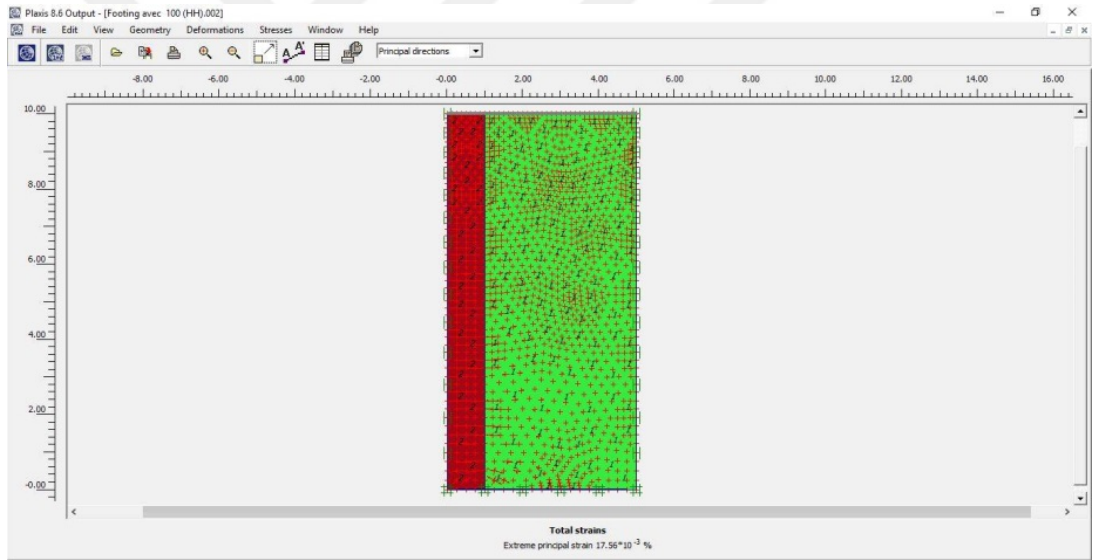 Plaxis 8.6 Output - [Footing avec 100 (HH).002]
File Edit View Geometry Deformations Stresses Window Help
Principal directions
-8.00 -6.00 -4.00 -2.00 -0.00 2.00 4.00 6.00 8.00 10.00 12.00 14.00 16.00
10.00
8.00
6.00
4.00
2.00
-0.00
Total strains
Extreme principal strain 17.56*10⁻³ %